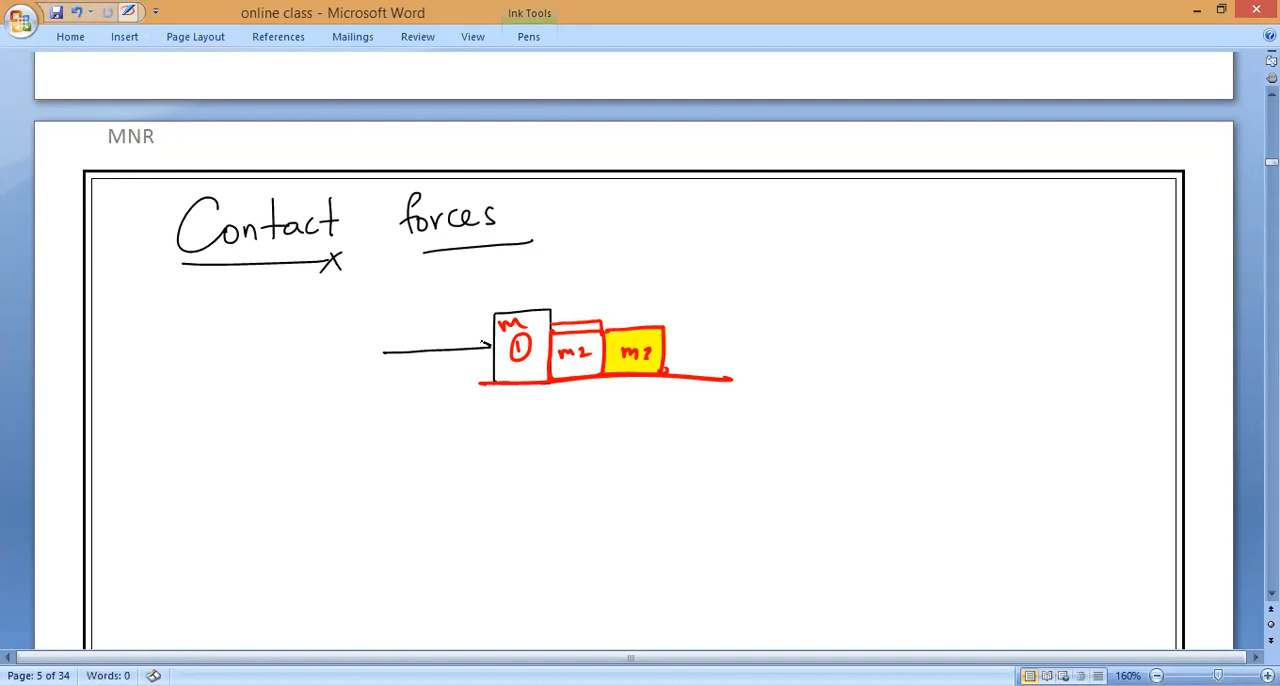 online class - Microsoft Word
Ink Tools
Home Insert Page Layout References Mailings Review View Pens
MNR
Contact forces
m
1
m2
m3
Page: 5 of 34 Words: 0
160%